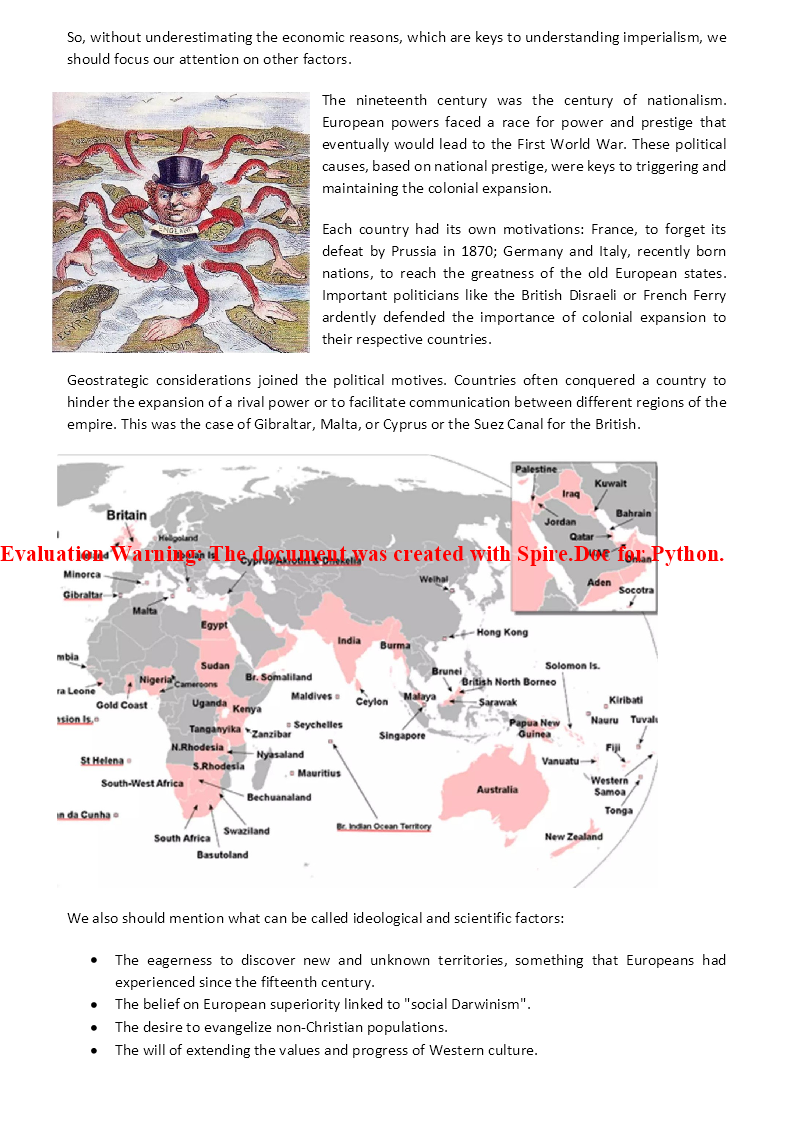 So, without underestimating the economic reasons, which are keys to understanding imperialism, we
should focus our attention on other factors.
The nineteenth century was the century of nationalism.
European powers faced a race for power and prestige that
eventually would lead to the First World War. These political
causes, based on national prestige, were keys to triggering and
maintaining the colonial expansion.
ENGLAND
EGYPT
Each country had its own motivations: France, to forget its
defeat by Prussia in 1870; Germany and Italy, recently born
nations, to reach the greatness of the old European states.
Important politicians like the British Disraeli or French Ferry
ardently defended the importance of colonial expansion to
their respective countries.
Geostrategic considerations joined the political motives. Countries often conquered a country to
hinder the expansion of a rival power or to facilitate communication between different regions of the
empire. This was the case of Gibraltar, Malta, or Cyprus or the Suez Canal for the British.
Palestine
Kuwait
Iraq
Britain
Bahrain
Jordan
Heligoland
Qatar
Evaluation Warning: The document was created with Spire.Doc for Python.
Cyprus/Akrotiri & Dhekelia
Oman
Minorca
Weihai
Aden
Socotra
Gibraltar
Malta
Egypt
Hong Kong
India
Burma
mbia
Sudan
Solomon Is.
Brunei
Nigeria
Cameroons
Br. Somaliland
British North Borneo
ra Leone
Gold Coast
Uganda
Kenya
Maldives
Ceylon
Malaya
Sarawak
Kiribati
sion Is.
Seychelles
Papua New
Guinea
Nauru
Tuvalu
Tanganyika
Zanzibar
Singapore
Fiji
N.Rhodesia
Nyasaland
St Helena
S.Rhodesia
Mauritius
Vanuatu
South-West Africa
Western
Samoa
Australia
Bechuanaland
Tonga
n da Cunha
Swaziland
Br. Indian Ocean Territory
South Africa
New Zealand
Basutoland
We also should mention what can be called ideological and scientific factors:
• The eagerness to discover new and unknown territories, something that Europeans had
experienced since the fifteenth century.
• The belief on European superiority linked to "social Darwinism".
• The desire to evangelize non-Christian populations.
• The will of extending the values and progress of Western culture.